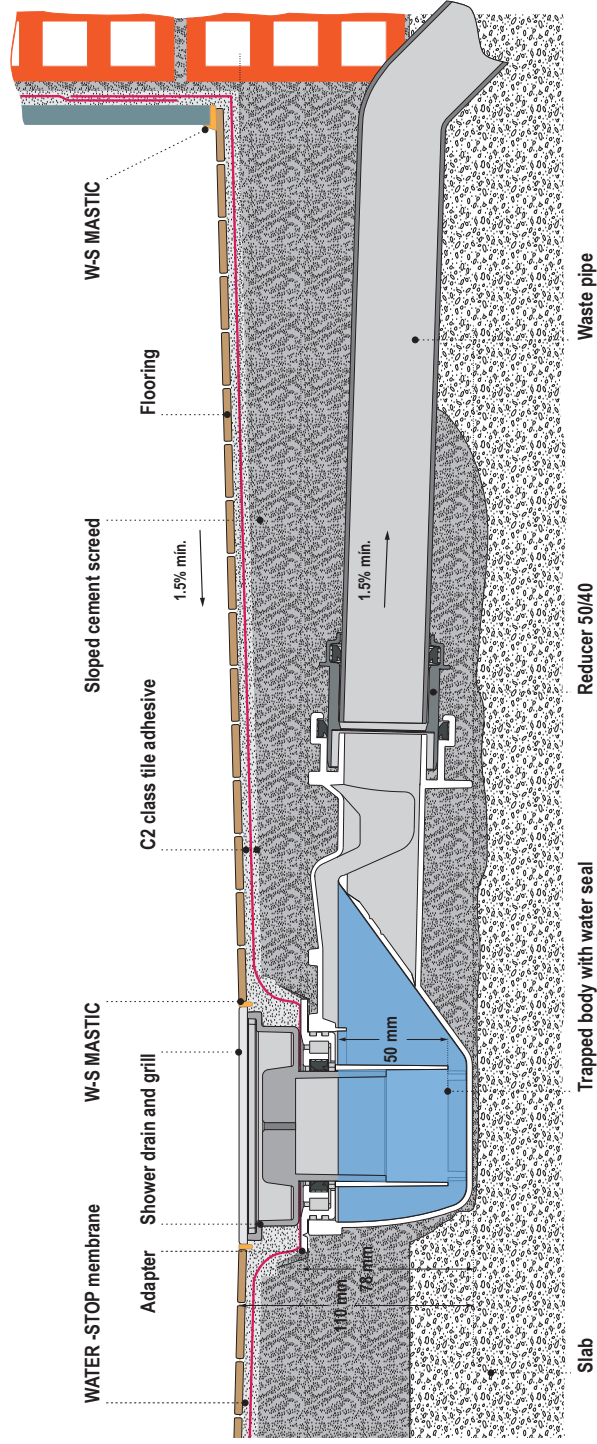 WATER -STOP membrane
Adapter
Shower drain and grill
W-S MASTIC
C2 class tile adhesive
Sloped cement screed
Flooring
W-S MASTIC
1.5% min.
1.5% min.
50 mm
110 mm
78 mm
Slab
Trapped body with water seal
Reducer 50/40
Waste pipe